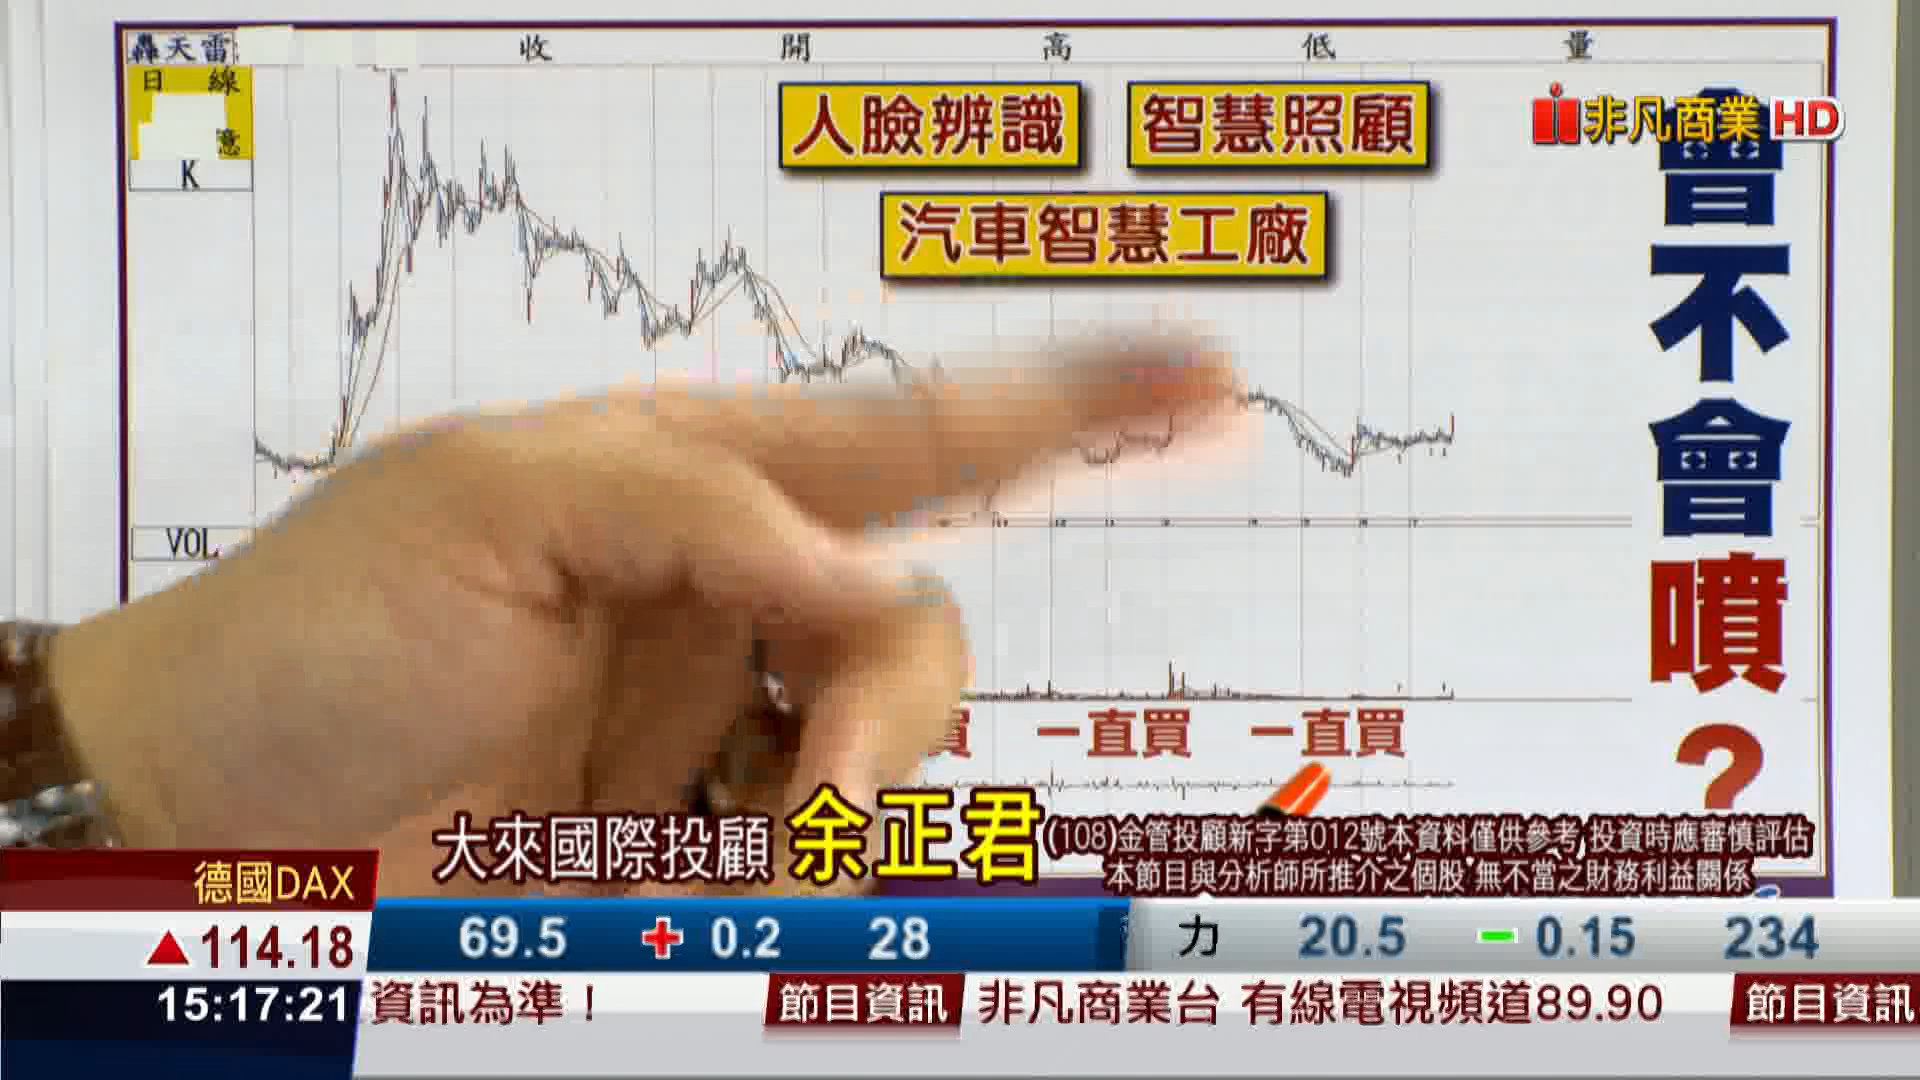 轟天雷 收 開 高 低 量
日 線
意
K
人臉辨識 智慧照顧
汽車智慧工廠
非凡商業HD
會不會噴?
VOL
買 一直買 一直買
大來國際投顧 余正君
(108)金管投顧新字第012號本資料僅供參考,投資時應審慎評估
本節目與分析師所推介之個股 無不當之財務利益關係
德國DAX
▲114.18
69.5 + 0.2 28
力 20.5 - 0.15 234
15:17:21
資訊為準! 節目資訊 非凡商業台 有線電視頻道89.90 節目資訊